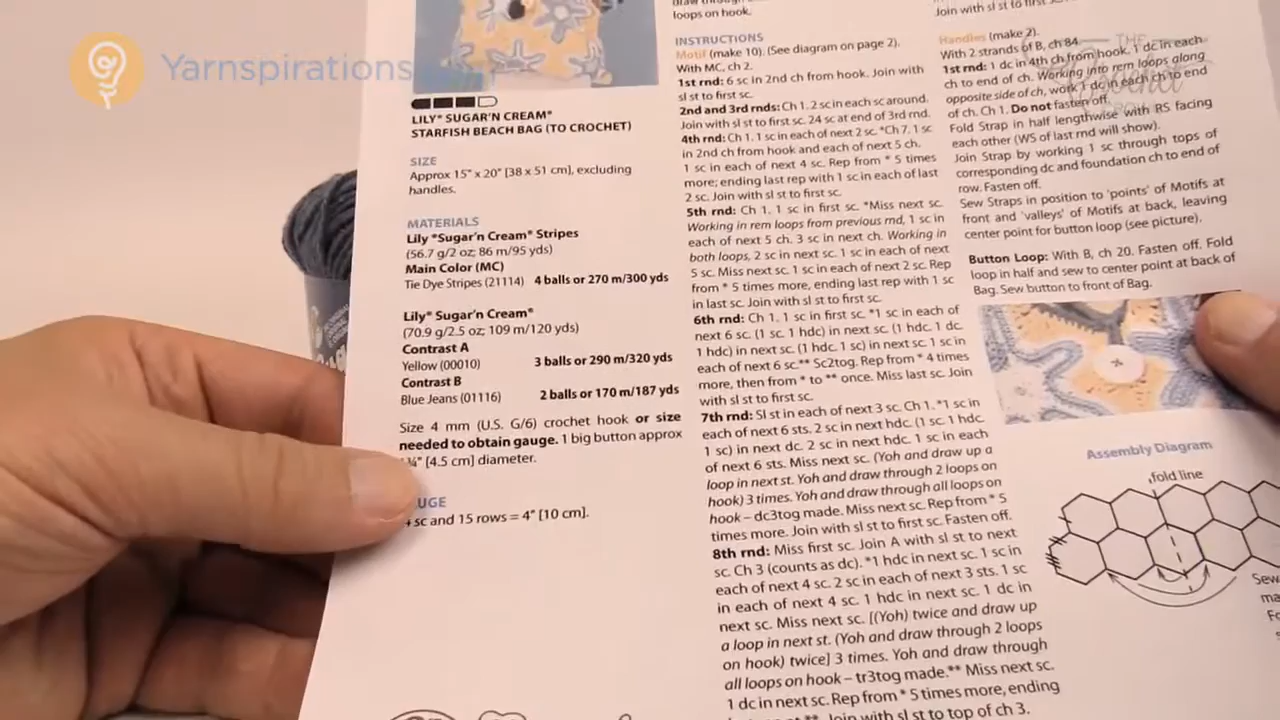 Yarnspirations
LILY® SUGAR'N CREAM®
STARFISH BEACH BAG (TO CROCHET)
SIZE
Approx 15" x 20" [38 x 51 cm], excluding
handles.
MATERIALS
Lily® Sugar'n Cream® Stripes
(56.7 g/2 oz; 86 m/95 yds)
Main Color (MC)
Tie Dye Stripes (21114) 4 balls or 270 m/300 yds
Lily® Sugar'n Cream®
(70.9 g/2.5 oz; 109 m/120 yds)
Contrast A
Yellow (00010) 3 balls or 290 m/320 yds
Contrast B
Blue Jeans (01116) 2 balls or 170 m/187 yds
Size 4 mm (U.S. G/6) crochet hook or size
needed to obtain gauge. 1 big button approx
[4.5 cm] diameter.
sc and 15 rows = 4" [10 cm].
loops on hook.
INSTRUCTIONS
Motif (make 10). (See diagram on page 2).
With MC, ch 2.
1st rnd: 6 sc in 2nd ch from hook. Join with
sl st to first sc.
2nd and 3rd rnds: Ch 1. 2 sc in each sc around.
Join with sl st to first sc. 24 sc at end of 3rd rnd.
4th rnd: Ch 1. 1 sc in each of next 2 sc. *Ch 7. 1 sc
in 2nd ch from hook and each of next 5 ch.
1 sc in each of next 4 sc. Rep from * 5 times
more; ending last rep with 1 sc in each of last
2 sc. Join with sl st to first sc.
5th rnd: Ch 1. 1 sc in first sc. *Miss next sc.
Working in rem loops from previous rnd, 1 sc in
each of next 5 ch. 3 sc in next ch. Working in
both loops, 2 sc in next sc. 1 sc in each of next
5 sc. Miss next sc. 1 sc in each of next 2 sc. Rep
from * 5 times more, ending last rep with 1 sc
in last sc. Join with sl st to first sc.
6th rnd: Ch 1. 1 sc in first sc. *1 sc in each of
next 6 sc. (1 sc. 1 hdc) in next sc. (1 hdc. 1 dc.
1 hdc) in next sc. (1 hdc. 1 sc) in next sc. 1 sc in
each of next 6 sc.** Sc2tog. Rep from * 4 times
more, then from * to ** once. Miss last sc. Join
with sl st to first sc.
7th rnd: Sl st in each of next 3 sc. Ch 1. *1 sc in
each of next 6 sts. 2 sc in next hdc. (1 sc. 1 hdc.
1 sc) in next dc. 2 sc in next hdc. 1 sc in each
of next 6 sts. Miss next sc. (Yoh and draw up a
loop in next st. Yoh and draw through 2 loops on
hook) 3 times. Yoh and draw through all loops on
hook – dc3tog made. Miss next sc. Rep from * 5
times more. Join with sl st to first sc. Fasten off.
8th rnd: Miss first sc. Join A with sl st to next
sc. Ch 3 (counts as dc). *1 hdc in next sc. 1 sc in
each of next 4 sc. 2 sc in each of next 3 sts. 1 sc
in each of next 4 sc. 1 hdc in next sc. 1 dc in
next sc. Miss next sc. [(Yoh) twice and draw up
a loop in next st. (Yoh and draw through 2 loops
on hook) twice] 3 times. Yoh and draw through
all loops on hook – tr3tog made.** Miss next sc.
1 dc in next sc. Rep from * 5 times more, ending
Join with sl st to top of ch 3.
Join with sl st to first sc.
Handles (make 2).
With 2 strands of B, ch 84.
1st rnd: 1 dc in 4th ch from hook. 1 dc in each
ch to end of ch. Working into rem loops along
opposite side of ch, work 1 dc in each ch to end
of ch. Ch 1. Do not fasten off.
Fold Strap in half lengthwise with RS facing
each other (WS of last rnd will show).
Join Strap by working 1 sc through tops of
corresponding dc and foundation ch to end of
row. Fasten off.
Sew Straps in position to 'points' of Motifs at
front and 'valleys' of Motifs at back, leaving
center point for button loop (see picture).
Button Loop: With B, ch 20. Fasten off. Fold
loop in half and sew to center point at back of
Bag. Sew button to front of Bag.
Assembly Diagram
fold line
Sew